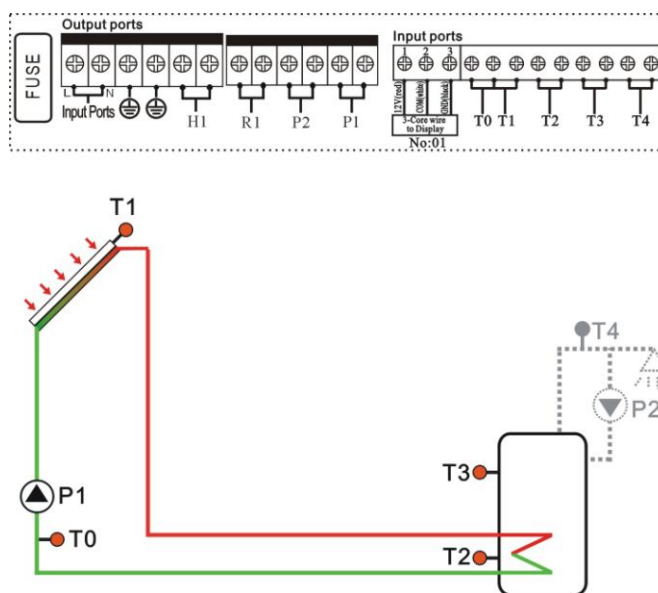 Output ports
Input ports
FUSE
1 2 3
L N
Input Ports
H1
R1
P2
P1
12V(red)
COM(white)
GND(black)
3-Core wire
to Display
No:01
T0 T1 T2 T3 T4
T1
T4
P2
T3
P1
T0
T2